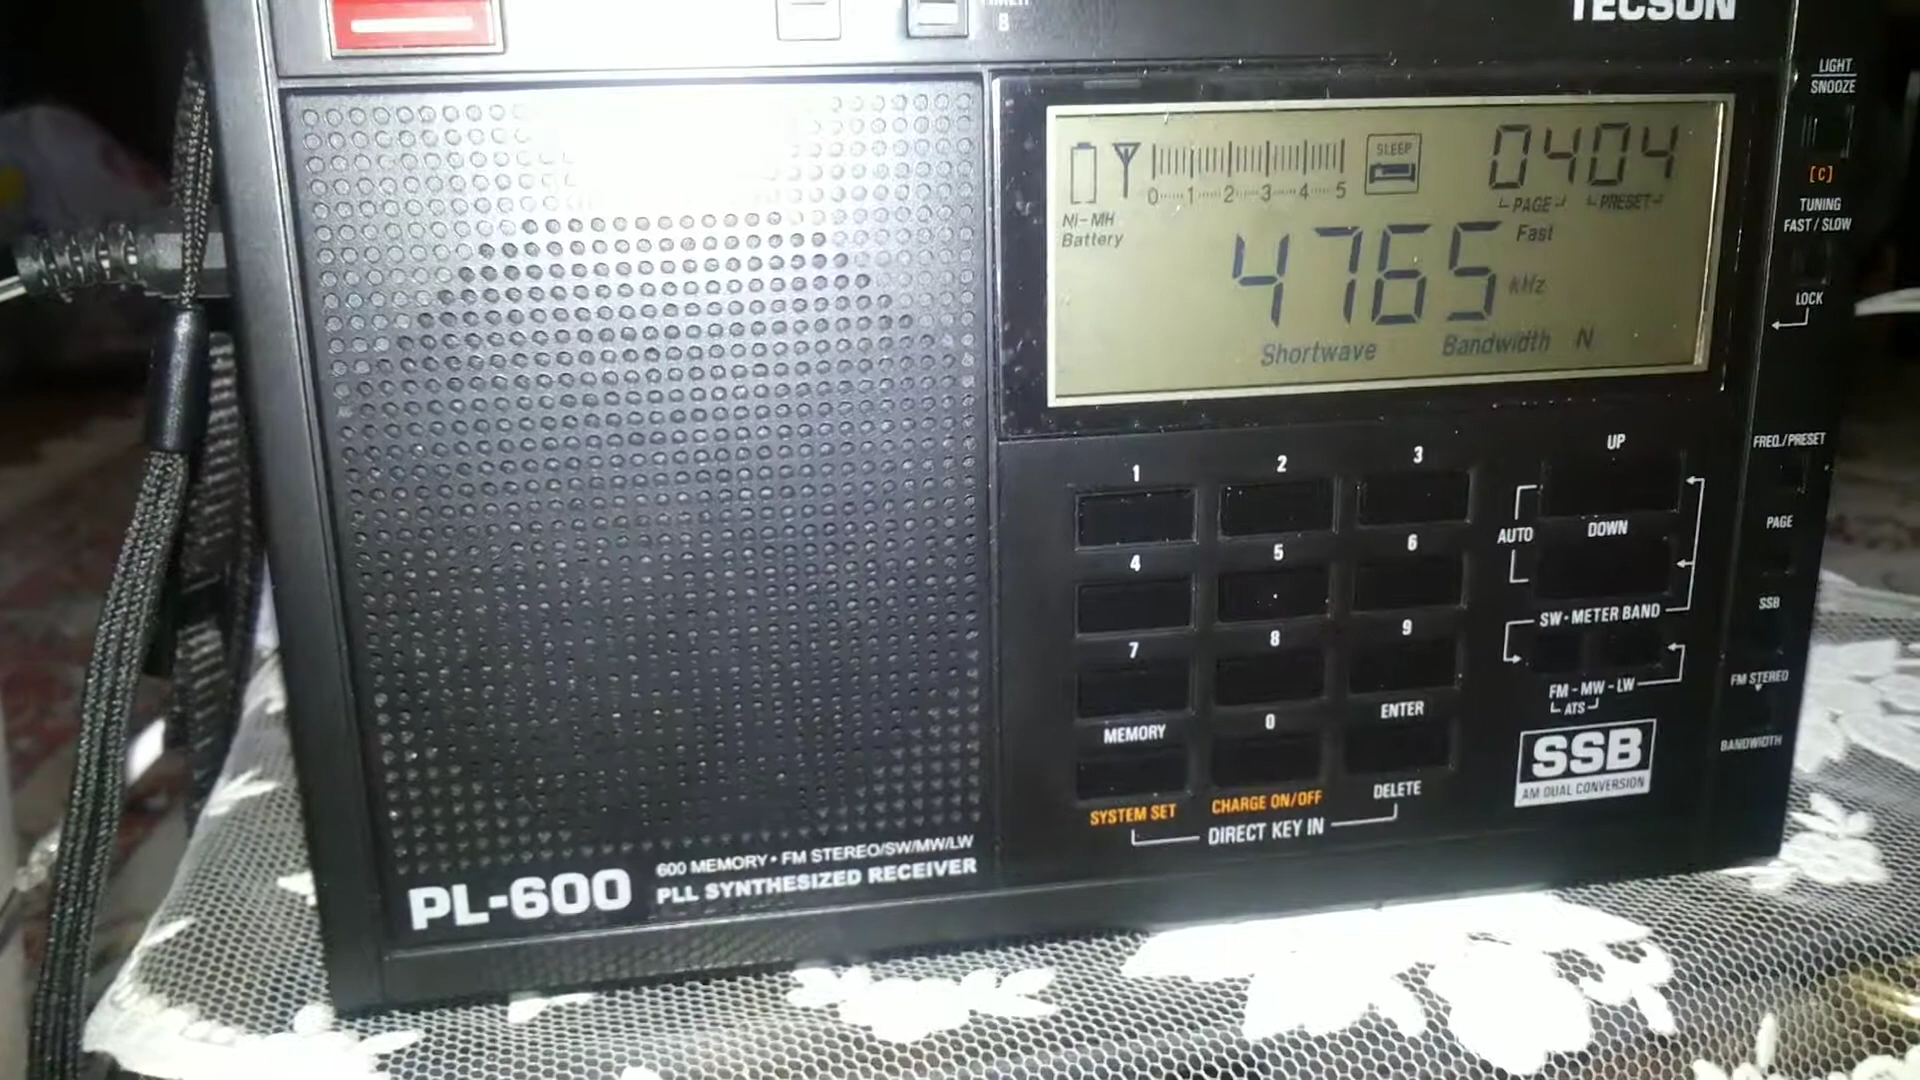 B
TECSUN
LIGHT
SNOOZE
SLEEP
0404
0 1 2 3 4 5
PAGE PRESET
NI-MH
Battery
4765 kHz
Fast
Shortwave Bandwidth N
[C]
TUNING
FAST / SLOW
LOCK
1 2 3
4 5 6
7 8 9
MEMORY 0 ENTER
SYSTEM SET CHARGE ON/OFF DELETE
DIRECT KEY IN
UP
AUTO
DOWN
SW-METER BAND
FM-MW-LW
ATS
SSB
AM DUAL CONVERSION
FREQ./PRESET
PAGE
SSB
FM STEREO
BANDWIDTH
PL-600
600 MEMORY • FM STEREO/SW/MW/LW
PLL SYNTHESIZED RECEIVER